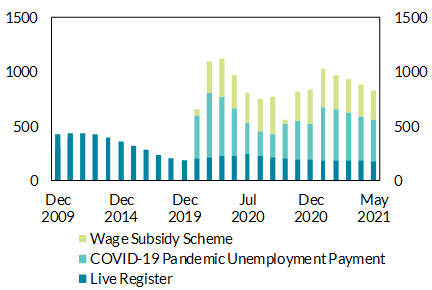 1500 1500
1000 1000
500 500
0 0
Dec Dec Dec Jul Dec May
2009 2014 2019 2020 2020 2021
Wage Subsidy Scheme
COVID-19 Pandemic Unemployment Payment
Live Register